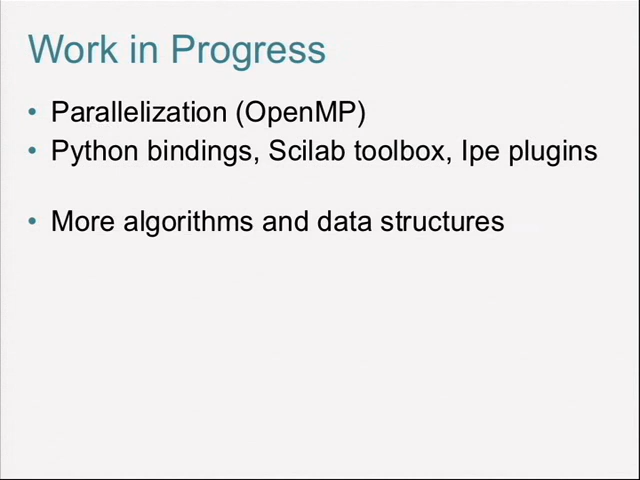 Work in Progress
• Parallelization (OpenMP)
• Python bindings, Scilab toolbox, Ipe plugins
• More algorithms and data structures